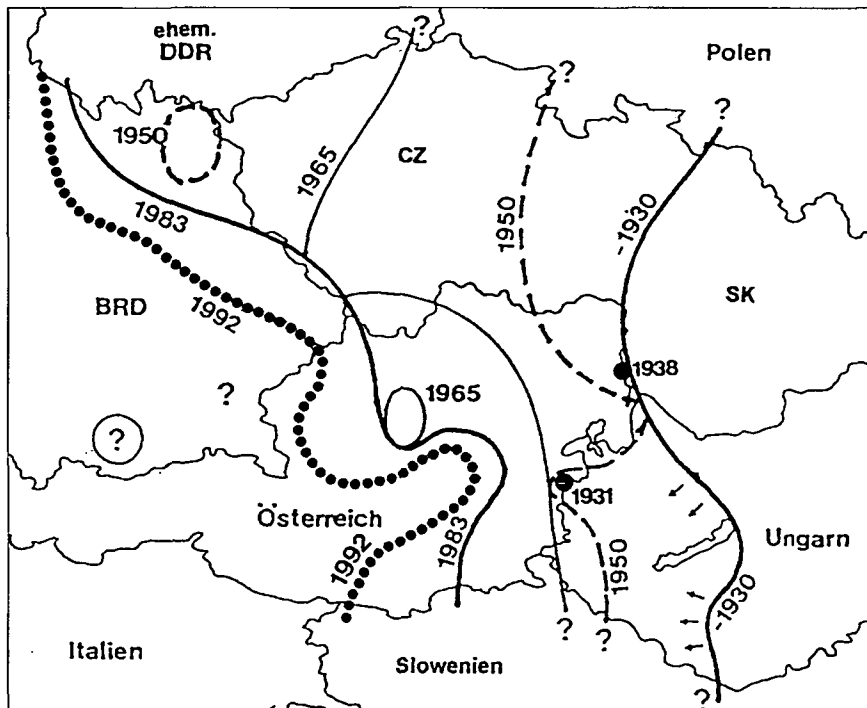 ehem.
DDR
?
Polen
?
?
1950
CZ
1965
-1930
1983
1950
SK
BRD
1992
1938
?
1965
?
1931
Österreich
Ungarn
1992
1983
1950
-1930
?
?
Italien
Slowenien
?